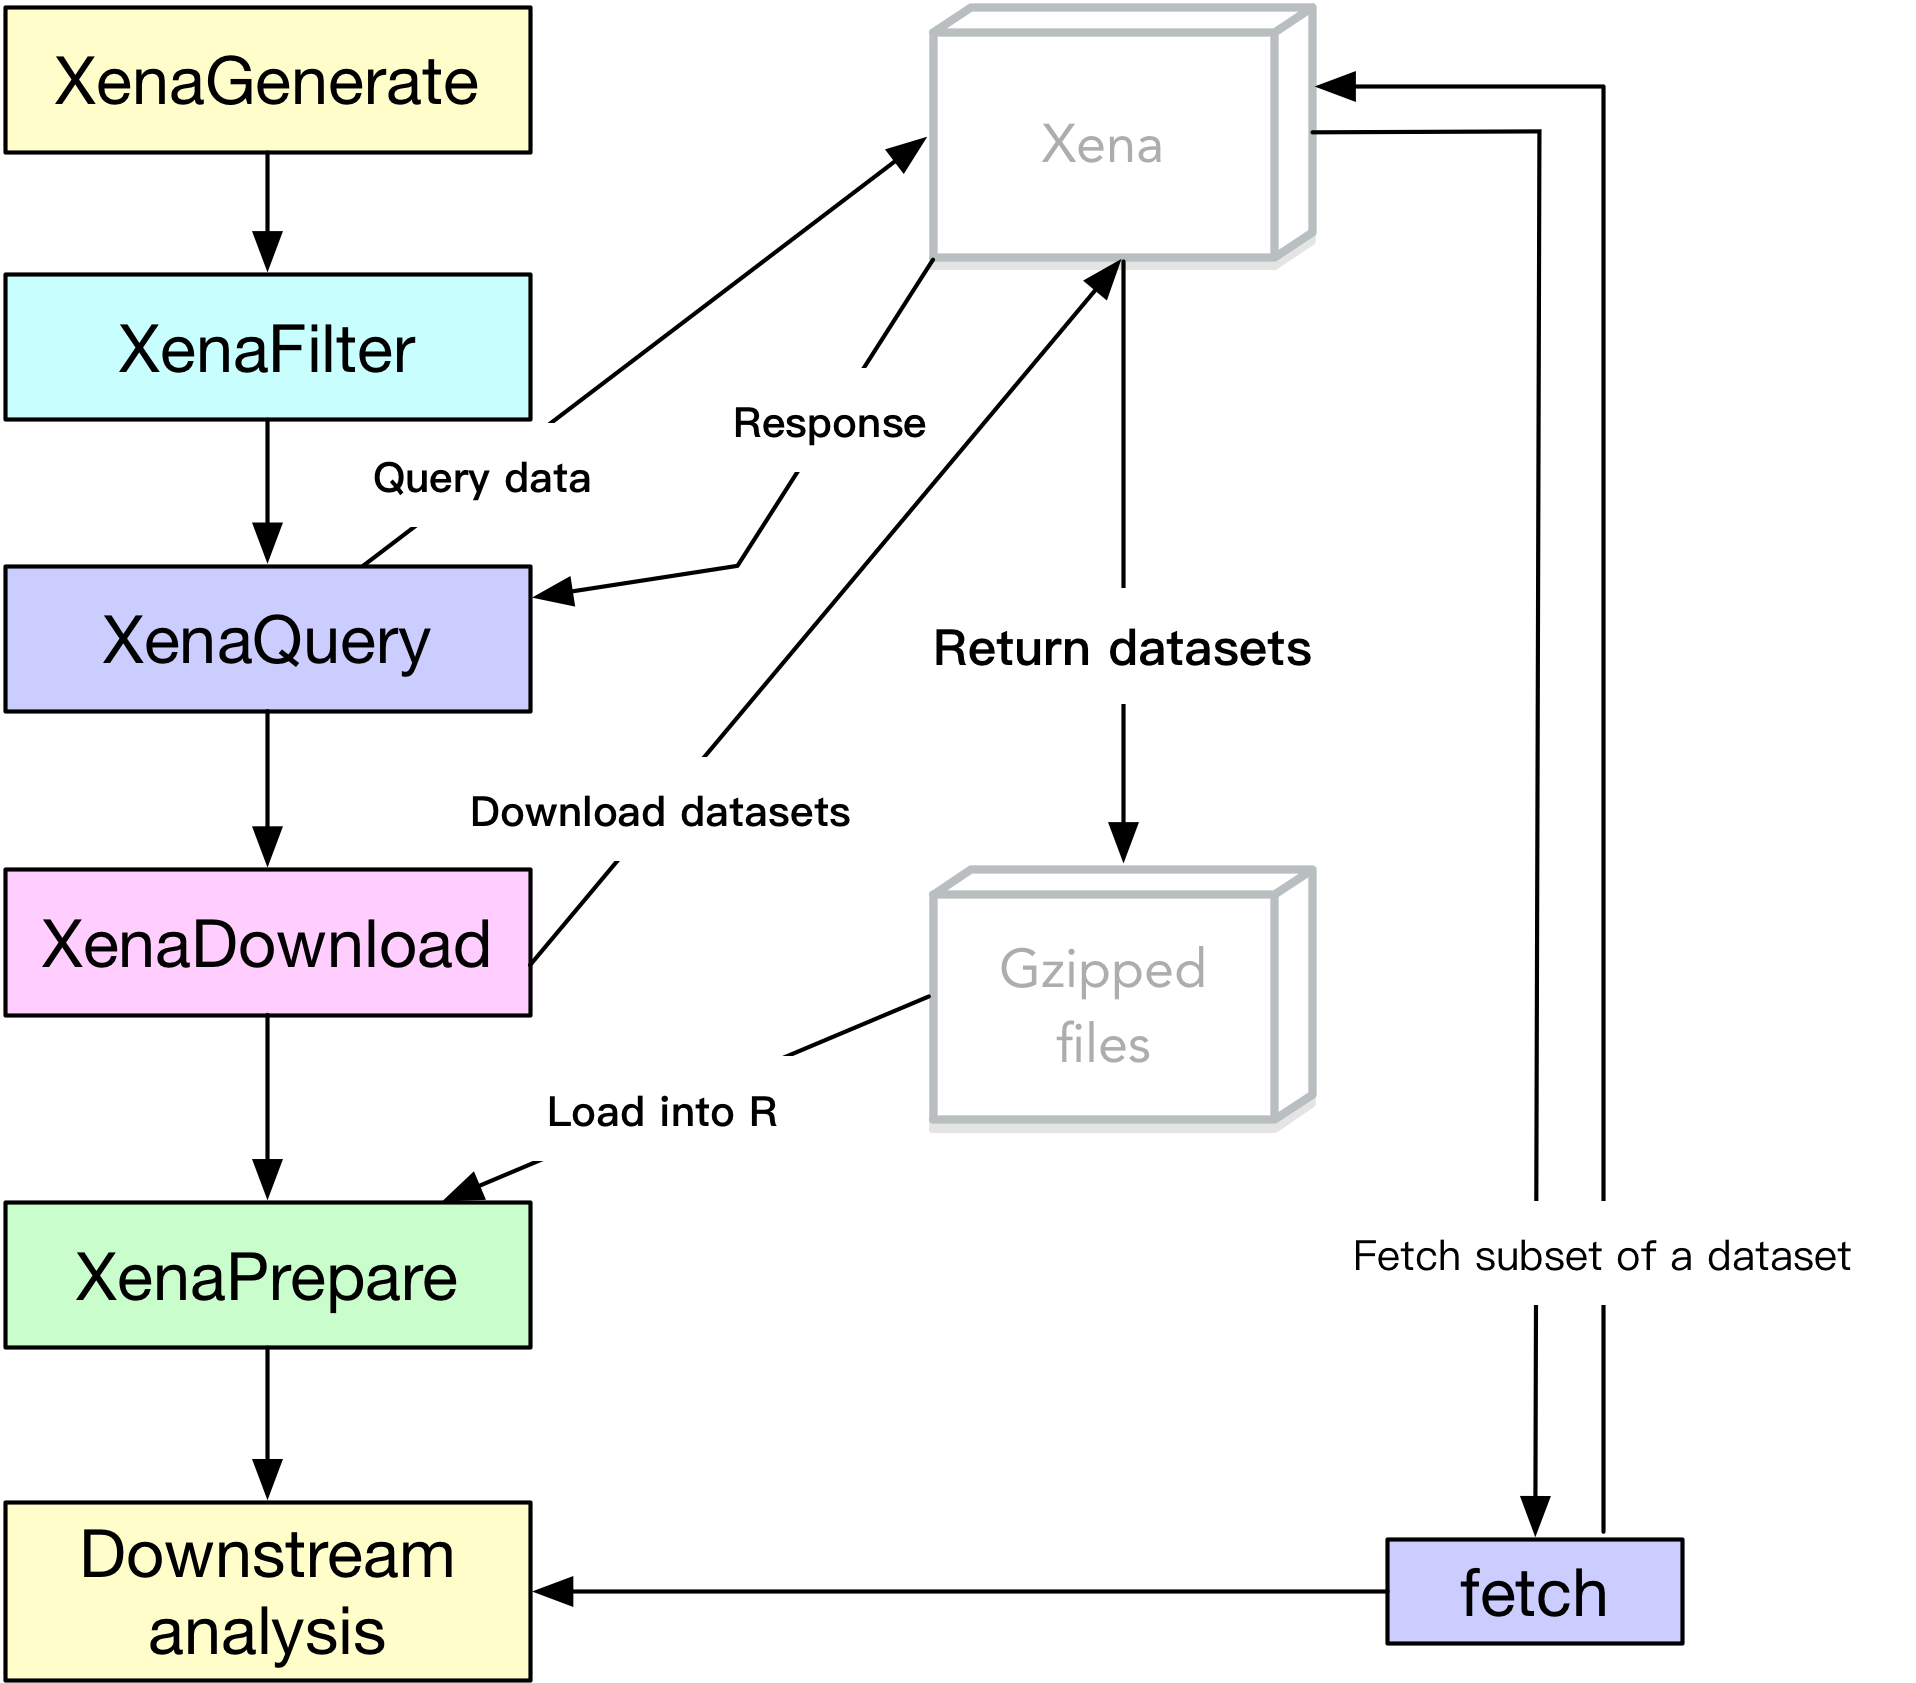 XenaGenerate
Xena
XenaFilter
Response
Query data
XenaQuery
Return datasets
Download datasets
XenaDownload
Gzipped
files
Load into R
XenaPrepare
Fetch subset of a dataset
Downstream
analysis
fetch